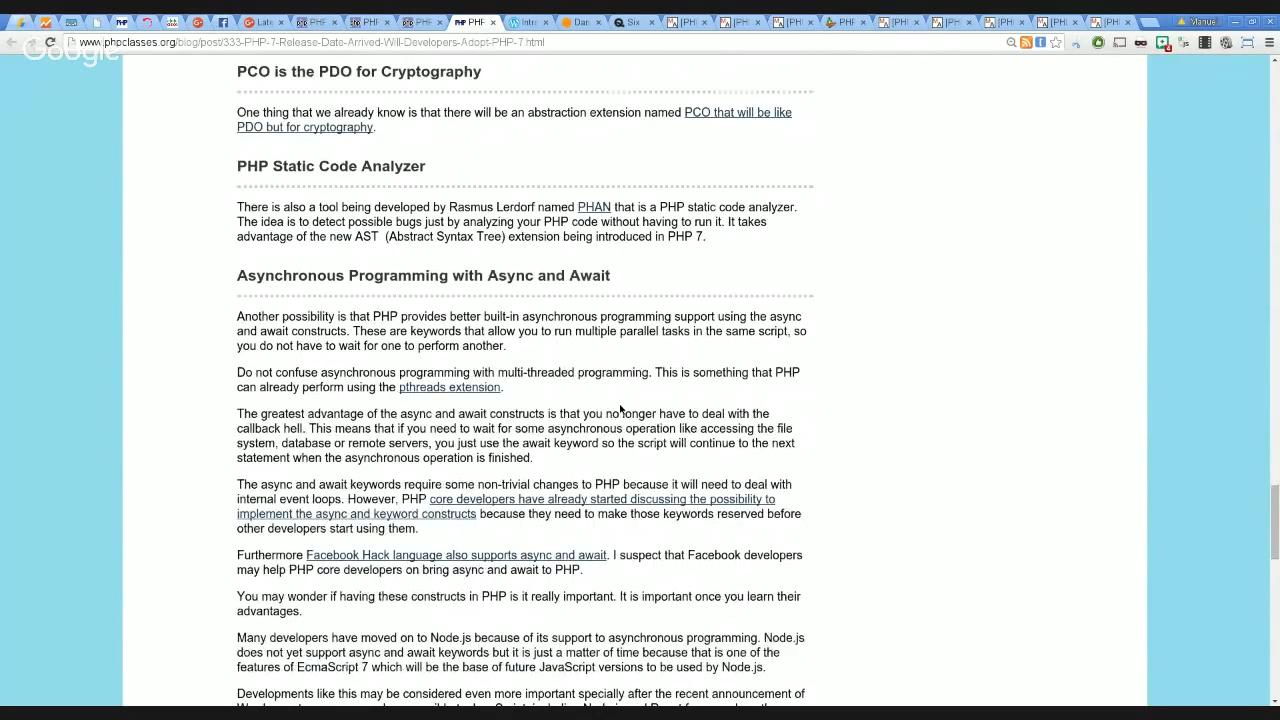 PHP
Late
PHP
PHP
PHP
PHP
Intro
Dan
Six
[PH
[PH
[PH
PHP
[PH
[PH
[PH
[PH
[PH
Manuel
www.phpclasses.org/blog/post/333-PHP-7-Release-Date-Arrived-Will-Developers-Adopt-PHP-7.html
Google
PCO is the PDO for Cryptography
One thing that we already know is that there will be an abstraction extension named PCO that will be like
PDO but for cryptography.
PHP Static Code Analyzer
There is also a tool being developed by Rasmus Lerdorf named PHAN that is a PHP static code analyzer.
The idea is to detect possible bugs just by analyzing your PHP code without having to run it. It takes
advantage of the new AST (Abstract Syntax Tree) extension being introduced in PHP 7.
Asynchronous Programming with Async and Await
Another possibility is that PHP provides better built-in asynchronous programming support using the async
and await constructs. These are keywords that allow you to run multiple parallel tasks in the same script, so
you do not have to wait for one to perform another.
Do not confuse asynchronous programming with multi-threaded programming. This is something that PHP
can already perform using the pthreads extension.
The greatest advantage of the async and await constructs is that you no longer have to deal with the
callback hell. This means that if you need to wait for some asynchronous operation like accessing the file
system, database or remote servers, you just use the await keyword so the script will continue to the next
statement when the asynchronous operation is finished.
The async and await keywords require some non-trivial changes to PHP because it will need to deal with
internal event loops. However, PHP core developers have already started discussing the possibility to
implement the async and keyword constructs because they need to make those keywords reserved before
other developers start using them.
Furthermore Facebook Hack language also supports async and await. I suspect that Facebook developers
may help PHP core developers on bring async and await to PHP.
You may wonder if having these constructs in PHP is it really important. It is important once you learn their
advantages.
Many developers have moved on to Node.js because of its support to asynchronous programming. Node.js
does not yet support async and await keywords but it is just a matter of time because that is one of the
features of EcmaScript 7 which will be the base of future JavaScript versions to be used by Node.js.
Developments like this may be considered even more important specially after the recent announcement of